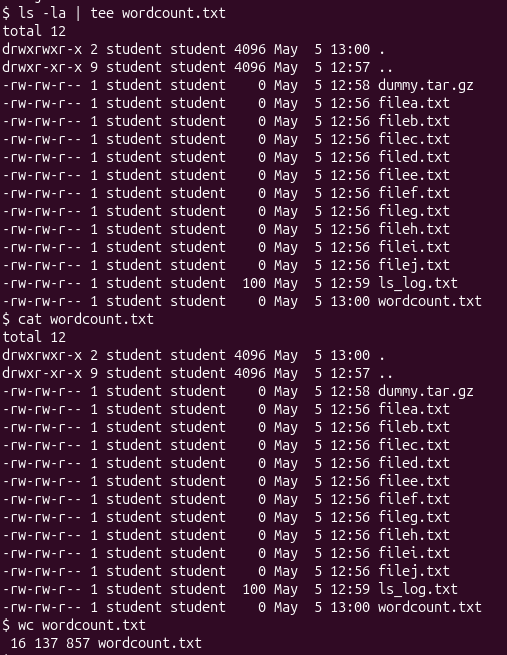 $ ls -la | tee wordcount.txt
total 12
drwxrwxr-x 2 student student 4096 May  5 13:00 .
drwxr-xr-x 9 student student 4096 May  5 12:57 ..
-rw-rw-r-- 1 student student    0 May  5 12:58 dummy.tar.gz
-rw-rw-r-- 1 student student    0 May  5 12:56 filea.txt
-rw-rw-r-- 1 student student    0 May  5 12:56 fileb.txt
-rw-rw-r-- 1 student student    0 May  5 12:56 filec.txt
-rw-rw-r-- 1 student student    0 May  5 12:56 filed.txt
-rw-rw-r-- 1 student student    0 May  5 12:56 filee.txt
-rw-rw-r-- 1 student student    0 May  5 12:56 filef.txt
-rw-rw-r-- 1 student student    0 May  5 12:56 fileg.txt
-rw-rw-r-- 1 student student    0 May  5 12:56 fileh.txt
-rw-rw-r-- 1 student student    0 May  5 12:56 filei.txt
-rw-rw-r-- 1 student student    0 May  5 12:56 filej.txt
-rw-rw-r-- 1 student student  100 May  5 12:59 ls_log.txt
-rw-rw-r-- 1 student student    0 May  5 13:00 wordcount.txt
$ cat wordcount.txt
total 12
drwxrwxr-x 2 student student 4096 May  5 13:00 .
drwxr-xr-x 9 student student 4096 May  5 12:57 ..
-rw-rw-r-- 1 student student    0 May  5 12:58 dummy.tar.gz
-rw-rw-r-- 1 student student    0 May  5 12:56 filea.txt
-rw-rw-r-- 1 student student    0 May  5 12:56 fileb.txt
-rw-rw-r-- 1 student student    0 May  5 12:56 filec.txt
-rw-rw-r-- 1 student student    0 May  5 12:56 filed.txt
-rw-rw-r-- 1 student student    0 May  5 12:56 filee.txt
-rw-rw-r-- 1 student student    0 May  5 12:56 filef.txt
-rw-rw-r-- 1 student student    0 May  5 12:56 fileg.txt
-rw-rw-r-- 1 student student    0 May  5 12:56 fileh.txt
-rw-rw-r-- 1 student student    0 May  5 12:56 filei.txt
-rw-rw-r-- 1 student student    0 May  5 12:56 filej.txt
-rw-rw-r-- 1 student student  100 May  5 12:59 ls_log.txt
-rw-rw-r-- 1 student student    0 May  5 13:00 wordcount.txt
$ wc wordcount.txt
 16 137 857 wordcount.txt